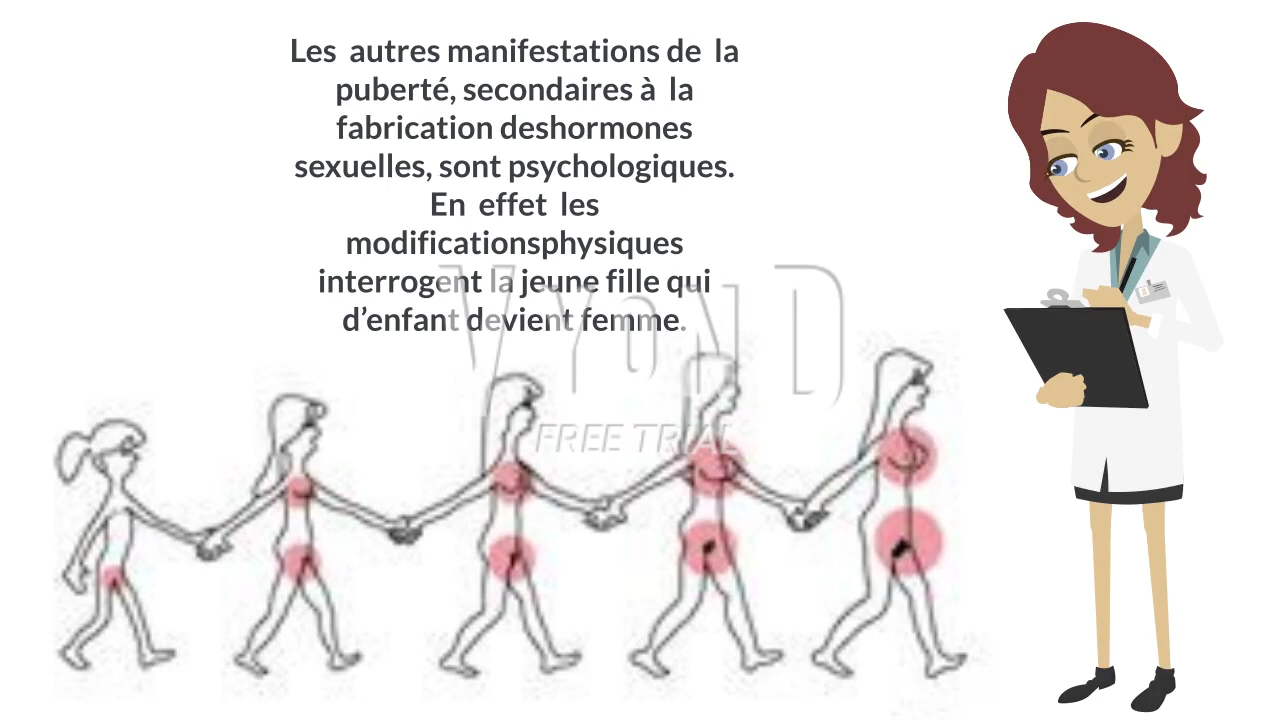 Les autres manifestations de la
puberté, secondaires à la
fabrication deshormones
sexuelles, sont psychologiques.
En effet les
modificationsphysiques
interrogent la jeune fille qui
d’enfant devient femme.
VYOND
FREE TRIAL